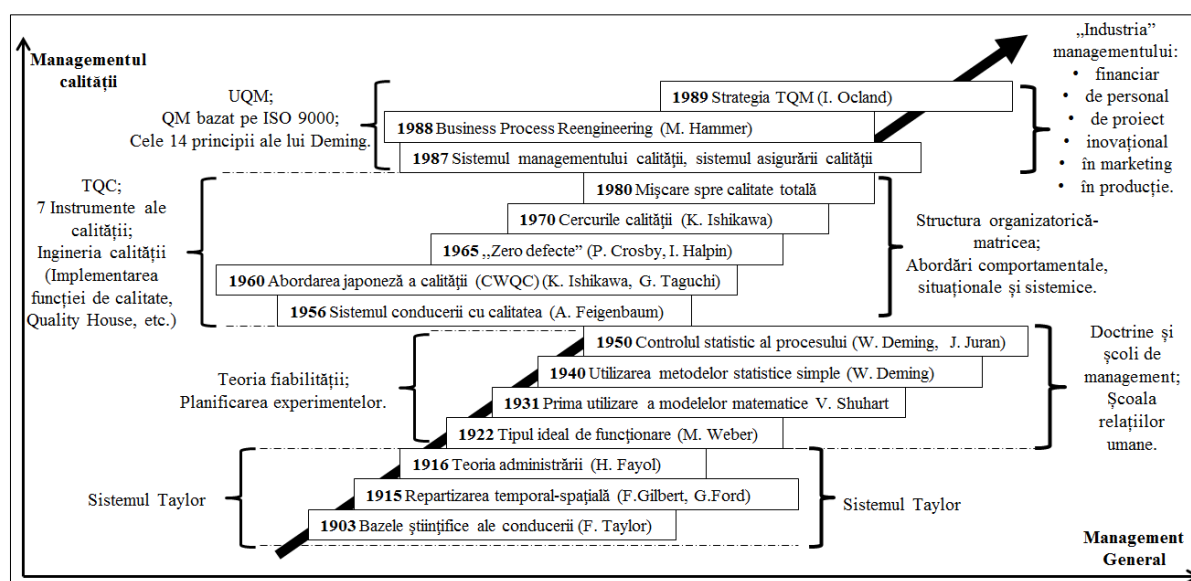 Managementul
calității
UQM;
QM bazat pe ISO 9000;
Cele 14 principii ale lui Deming.
TQC;
7 Instrumente ale
calității;
Ingineria calității
(Implementarea
funcției de calitate,
Quality House, etc.)
Teoria fiabilității;
Planificarea experimentelor.
Sistemul Taylor
1989 Strategia TQM (I. Ocland)
1988 Business Process Reengineering (M. Hammer)
1987 Sistemul managementului calității, sistemul asigurării calității
1980 Mişcare spre calitate totală
1970 Cercurile calităţii (K. Ishikawa)
1965 ,,Zero defecte” (P. Crosby, I. Halpin)
1960 Abordarea japoneză a calității (CWQC) (K. Ishikawa, G. Taguchi)
1956 Sistemul conducerii cu calitatea (A. Feigenbaum)
1950 Controlul statistic al procesului (W. Deming, J. Juran)
1940 Utilizarea metodelor statistice simple (W. Deming)
1931 Prima utilizare a modelelor matematice V. Shuhart
1922 Tipul ideal de funcționare (M. Weber)
1916 Teoria administrării (H. Fayol)
1915 Repartizarea temporal-spațială (F.Gilbert, G.Ford)
1903 Bazele ştiinţifice ale conducerii (F. Taylor)
„Industria”
managementului:
• financiar
• de personal
• de proiect
• inovațional
• în marketing
• în producție.
Structura organizatorică-
matricea;
Abordări comportamentale,
situaționale și sistemice.
Doctrine și
școli de
management;
Școala
relațiilor
umane.
Sistemul Taylor
Management
General